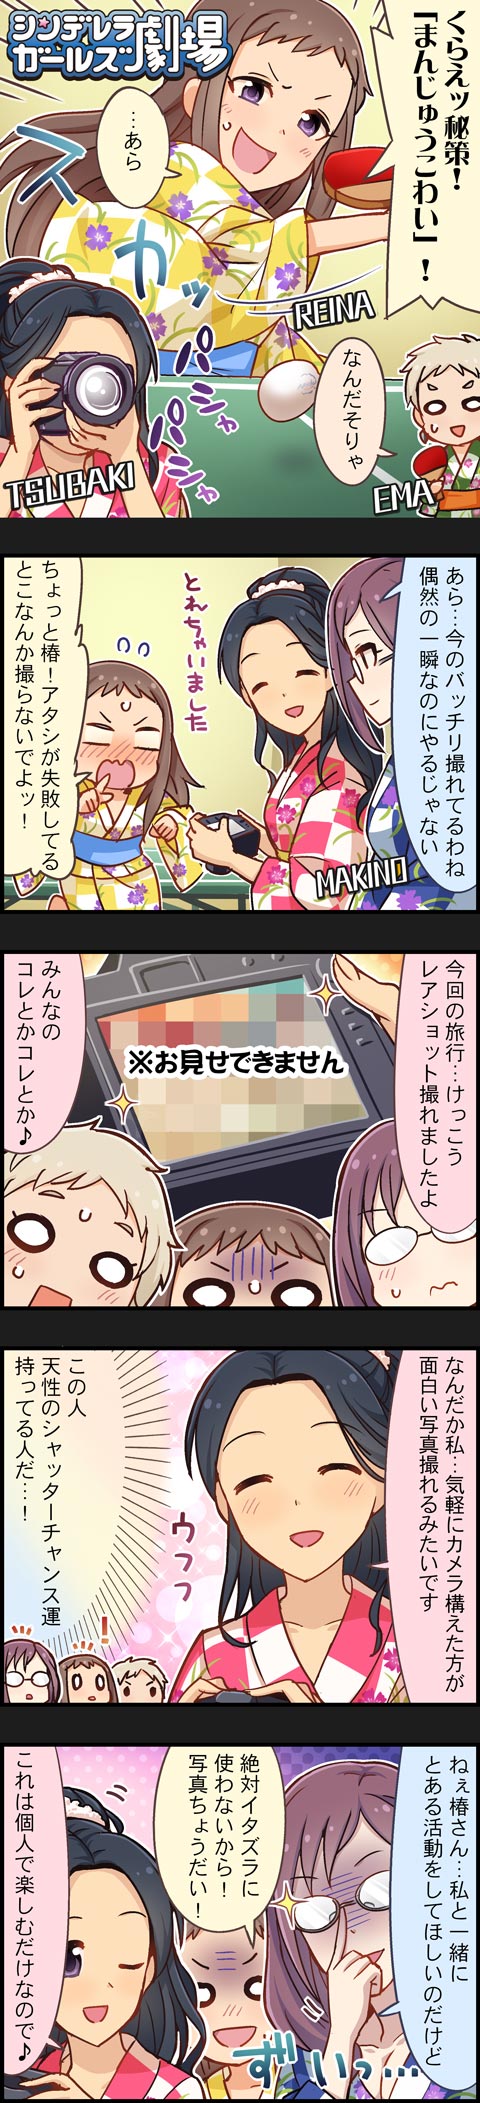 シンデレラ
ガールズ劇場
くらえッ秘策！
「まんじゅうこわい」！
…あら
スカッ
REINA
なんだそりゃ
パシャ
パシャ
TSUBAKI
EMA
あら…今のバッチリ撮れてるわね
偶然の一瞬なのにやるじゃない
とれちゃいました
ちょっと椿！アタシが失敗してる
とこなんか撮らないでよッ！
MAKINO
今回の旅行…けっこう
レアショット撮れましたよ
※お見せできません
みんなの
コレとかコレとか♪
なんだか私…気軽にカメラ構えた方が
面白い写真撮れるみたいです
ウフフ
この人
天性のシャッターチャンス運
持ってる人だ…！
！
ねぇ椿さん…私と一緒に
とある活動をしてほしいのだけど
絶対イタズラに
使わないから！
写真ちょうだい！
ずいっ…
これは個人で楽しむだけなので♪